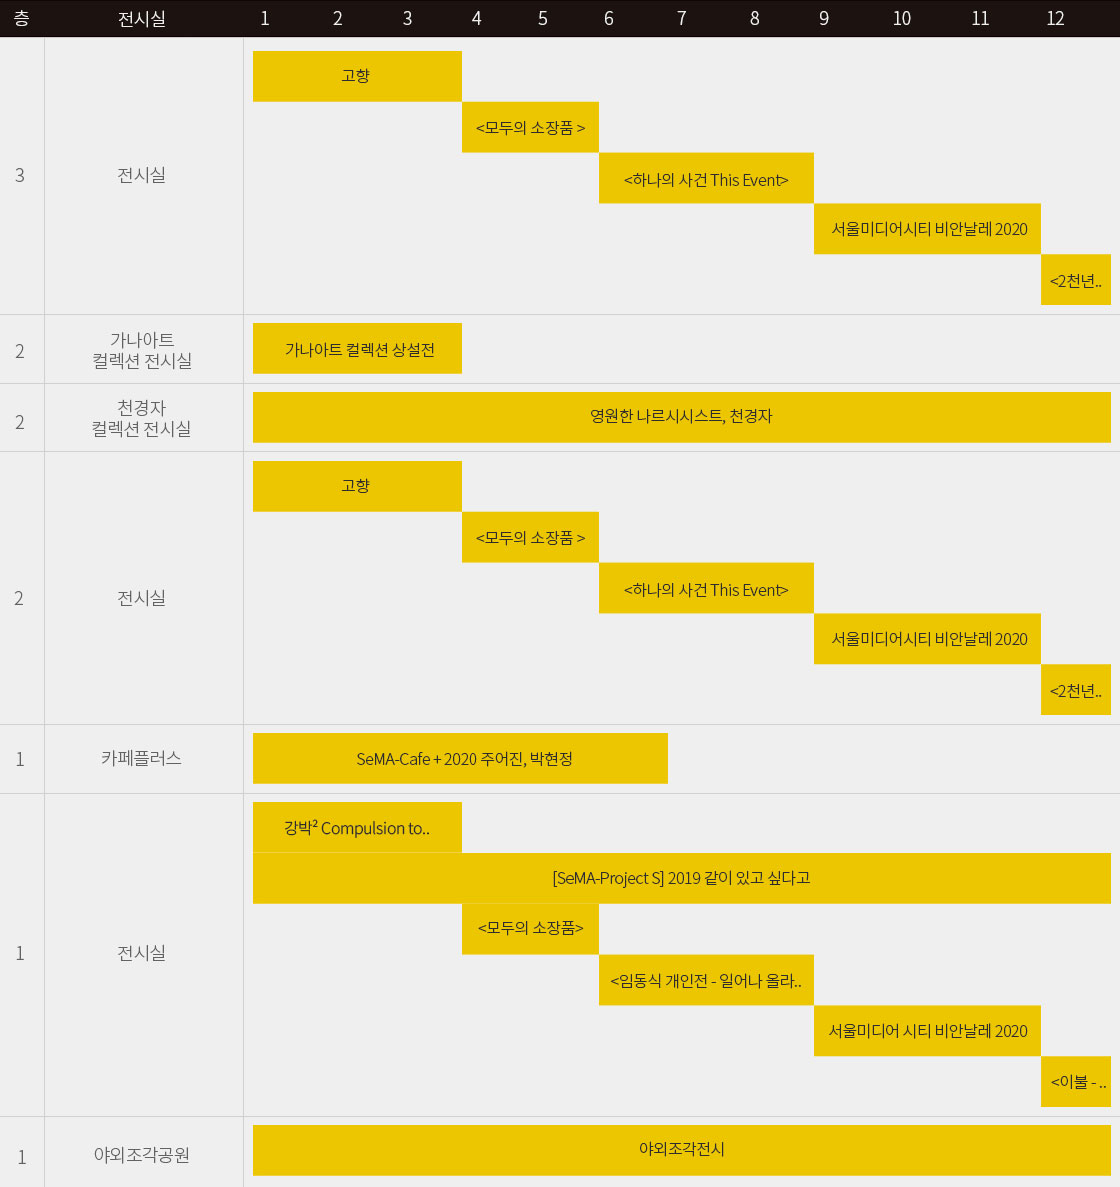 층 전시실 1 2 3 4 5 6 7 8 9 10 11 12
고향
<모두의 소장품 >
3 전시실 <하나의 사건 This Event>
서울미디어시티 비안날레 2020
<2천년..
2 가나아트 컬렉션 전시실 가나아트 컬렉션 상설전
2 천경자 컬렉션 전시실 영원한 나르시시스트, 천경자
고향
<모두의 소장품 >
2 전시실 <하나의 사건 This Event>
서울미디어시티 비안날레 2020
<2천년..
1 카페플러스 SeMA-Cafe + 2020 주어진, 박현정
강박² Compulsion to..
[SeMA-Project S] 2019 같이 있고 싶다고
<모두의 소장품>
1 전시실 <임동식 개인전 - 일어나 올라..
서울미디어 시티 비안날레 2020
<이불 - ..
1 야외조각공원 야외조각전시